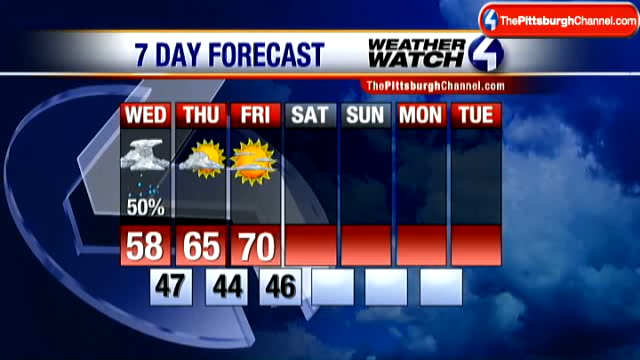 4 ThePittsburghChannel.com
7 DAY FORECAST
WEATHER
WATCH 4
ThePittsburghChannel.com
WED THU FRI SAT SUN MON TUE
50%
58 65 70
47 44 46